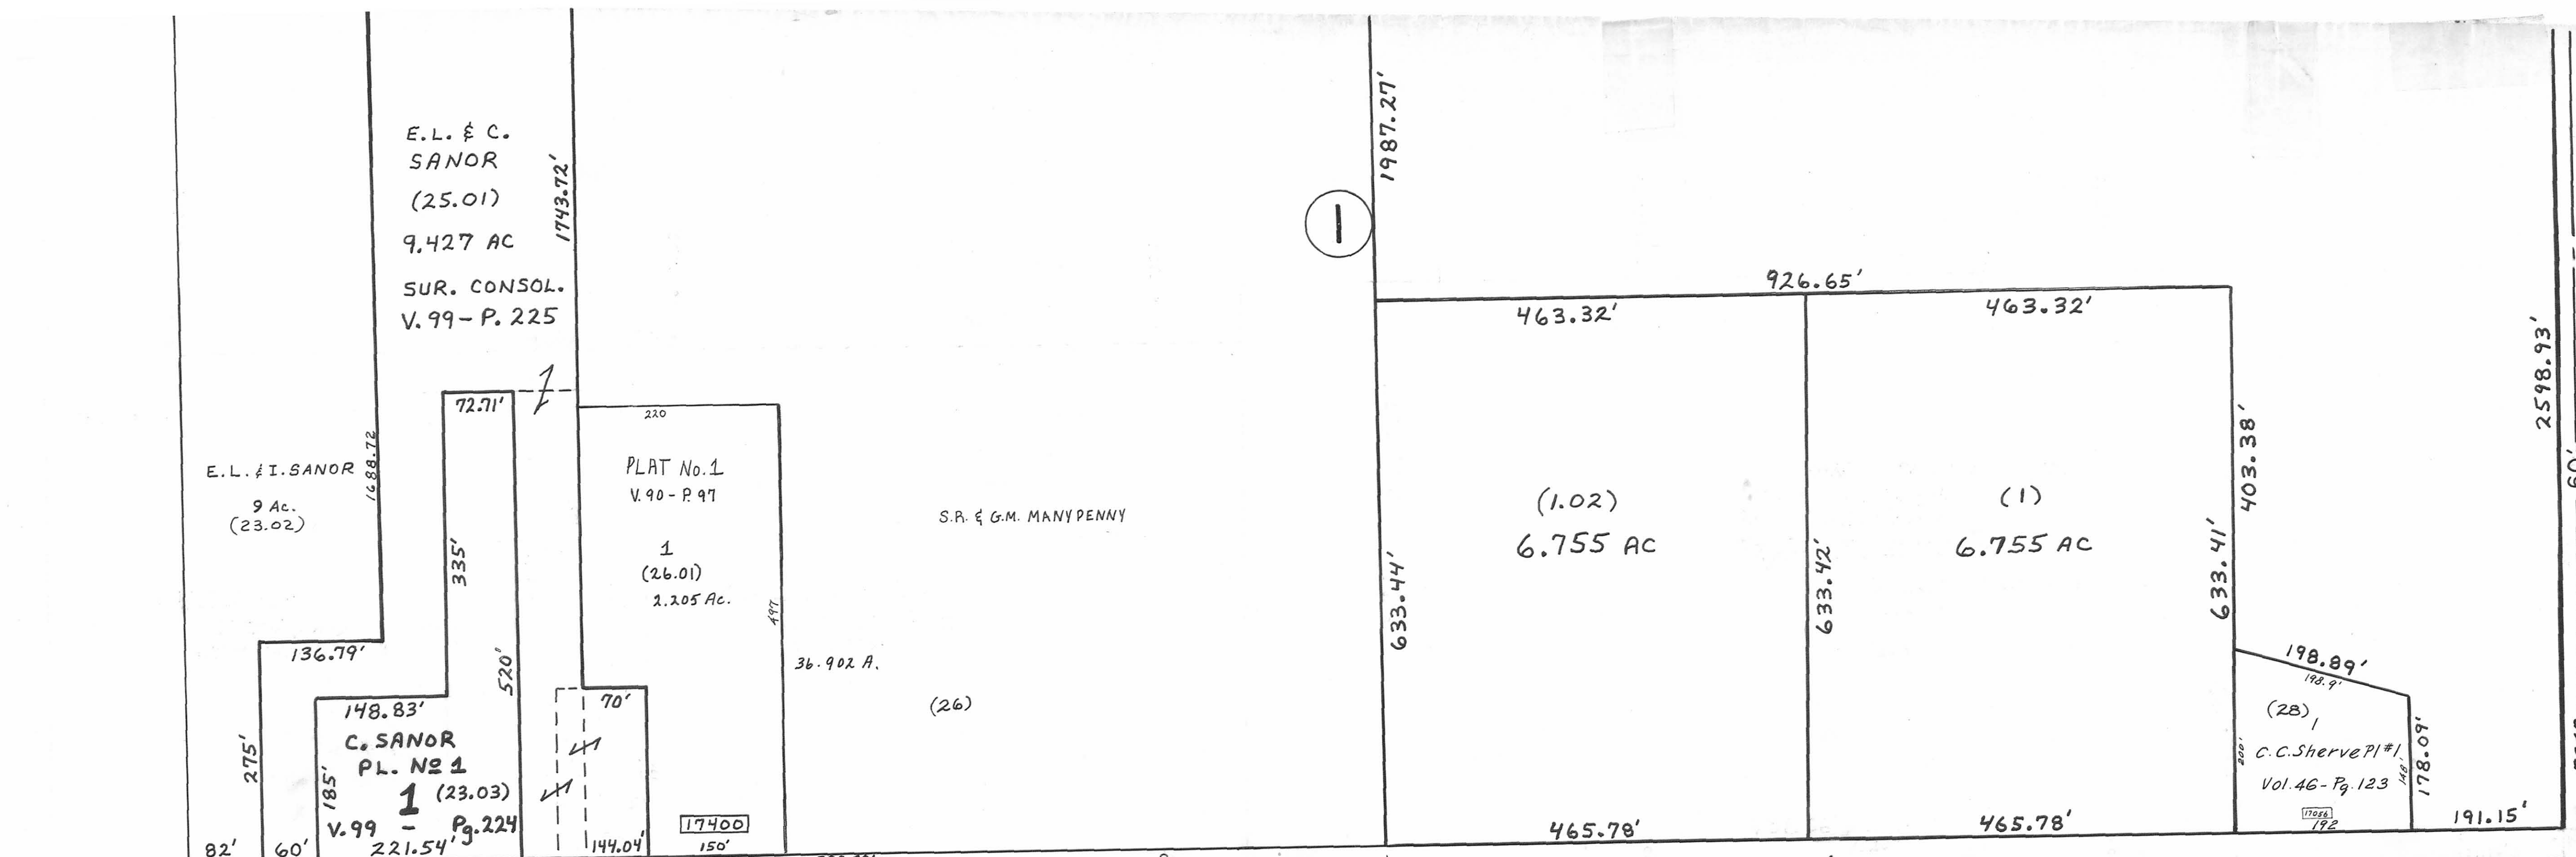 E.L. & C.
SANOR
(25.01)
9.427 AC
SUR. CONSOL.
V.99-P. 225
1743.72'
1688.72
E.L. & I. SANOR
9 Ac.
(23.02)
136.79'
275'
82'
60'
72.71'
335'
520'
148.83'
185'
C. SANOR
PL. No 1
1 (23.03)
V.99 - Pg.224
221.54'
220
PLAT No. 1
V. 90 - P. 97
1
(26.01)
2.205 Ac.
497
70'
144.04'
17400
150'
S.R. & G.M. MANYPENNY
36.902 A.
(26)
1
1987.27'
926.65'
463.32'
463.32'
(1.02)
6.755 AC
(1)
6.755 AC
633.44'
633.42'
633.41'
403.38'
465.78'
465.78'
198.89'
198.9'
(28)
1
C.C. Sherve Pl #1
Vol. 46 - Pg. 123
200'
148'
178.09'
17056
192
191.15'
2598.93'
60'